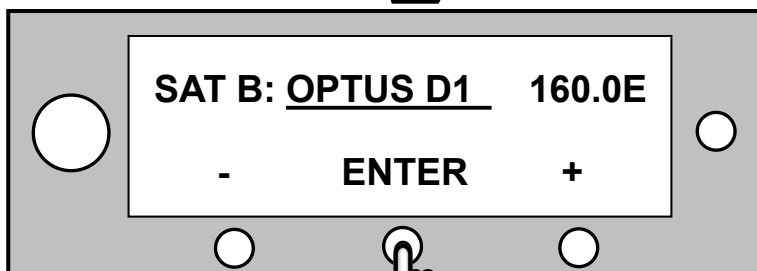 SAT B: OPTUS D1 160.0E
- ENTER +